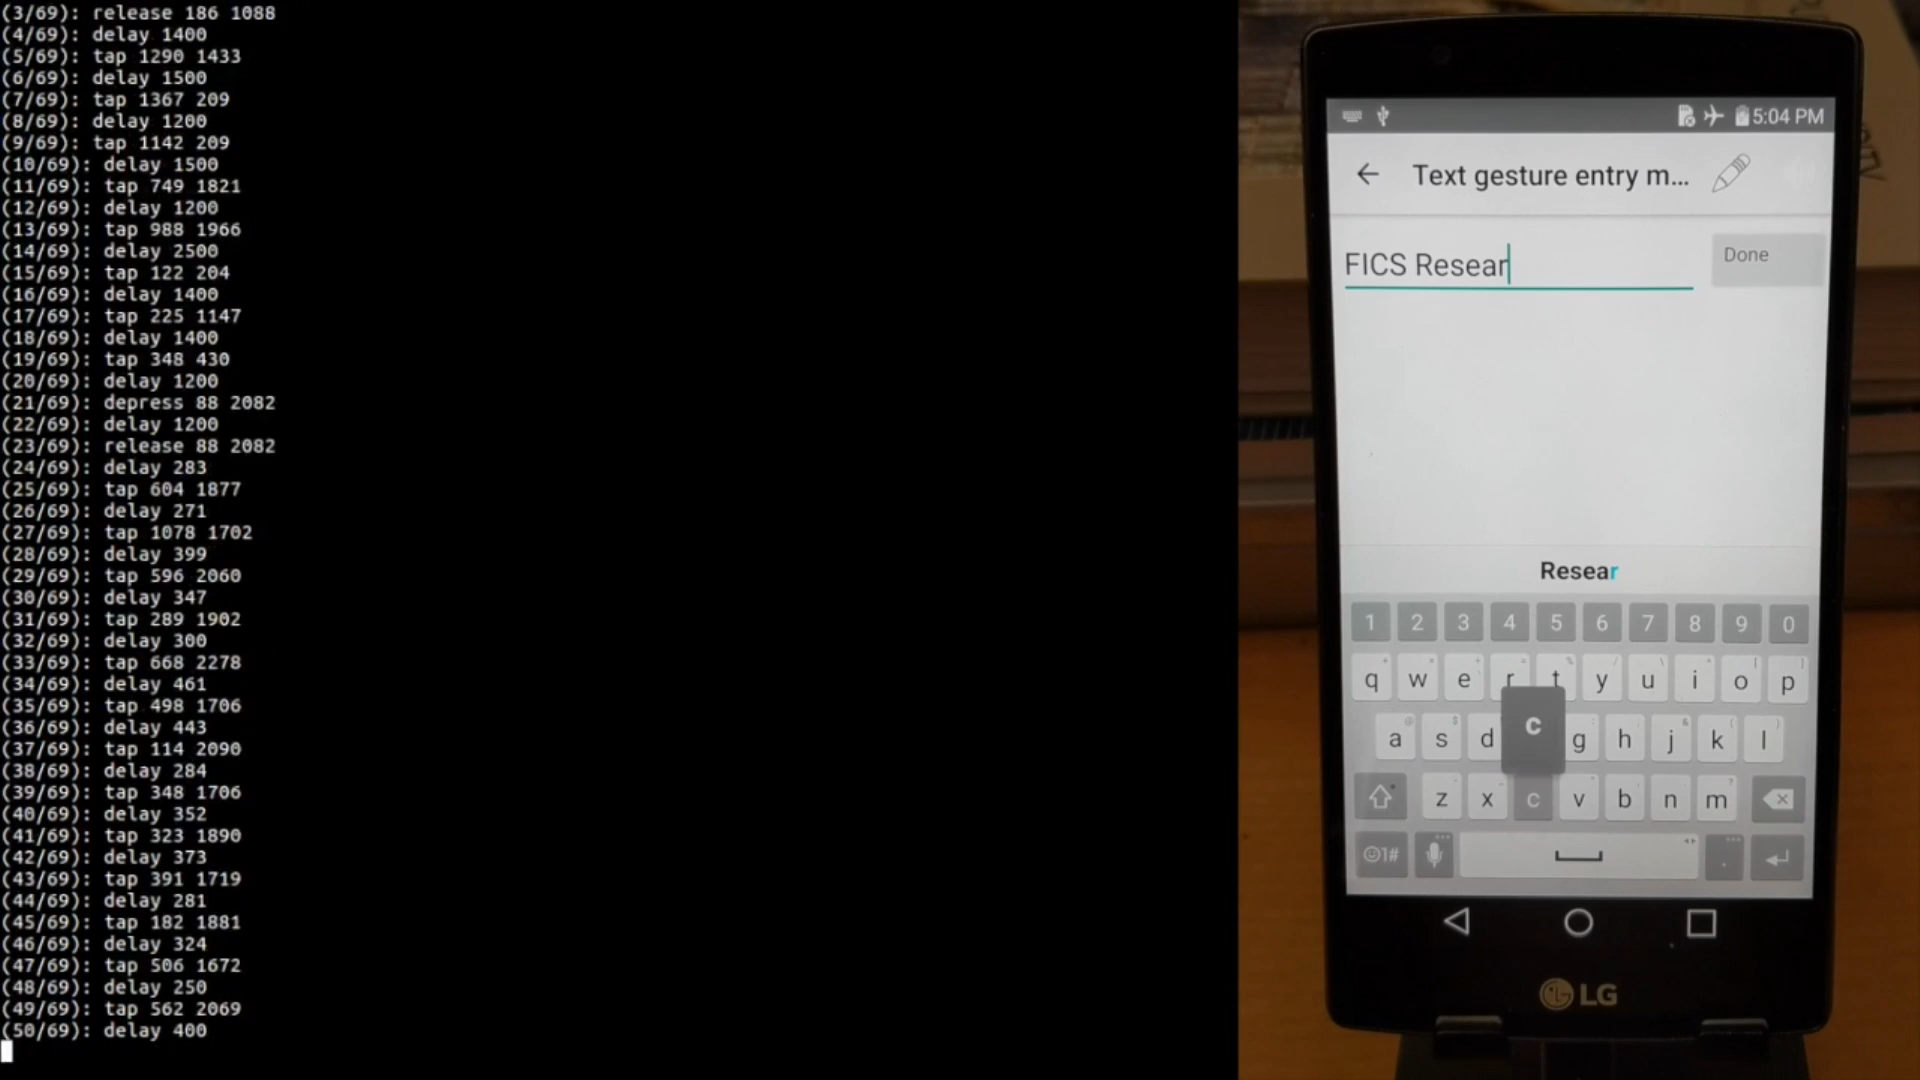 (3/69): release 186 1088
(4/69): delay 1400
(5/69): tap 1290 1433
(6/69): delay 1500
(7/69): tap 1367 209
(8/69): delay 1200
(9/69): tap 1142 209
(10/69): delay 1500
(11/69): tap 749 1821
(12/69): delay 1200
(13/69): tap 988 1966
(14/69): delay 2500
(15/69): tap 122 204
(16/69): delay 1400
(17/69): tap 225 1147
(18/69): delay 1400
(19/69): tap 348 430
(20/69): delay 1200
(21/69): depress 88 2082
(22/69): delay 1200
(23/69): release 88 2082
(24/69): delay 283
(25/69): tap 604 1877
(26/69): delay 271
(27/69): tap 1078 1702
(28/69): delay 399
(29/69): tap 596 2060
(30/69): delay 347
(31/69): tap 289 1902
(32/69): delay 300
(33/69): tap 668 2278
(34/69): delay 461
(35/69): tap 498 1706
(36/69): delay 443
(37/69): tap 114 2090
(38/69): delay 284
(39/69): tap 348 1706
(40/69): delay 352
(41/69): tap 323 1890
(42/69): delay 373
(43/69): tap 391 1719
(44/69): delay 281
(45/69): tap 182 1881
(46/69): delay 324
(47/69): tap 506 1672
(48/69): delay 250
(49/69): tap 562 2069
(50/69): delay 400
5:04 PM
Text gesture entry m...
FICS Resear
Done
Resear
1 2 3 4 5 6 7 8 9 0
q w e r t y u i o p
a s d c g h j k l
z x c v b n m
1# .
LG